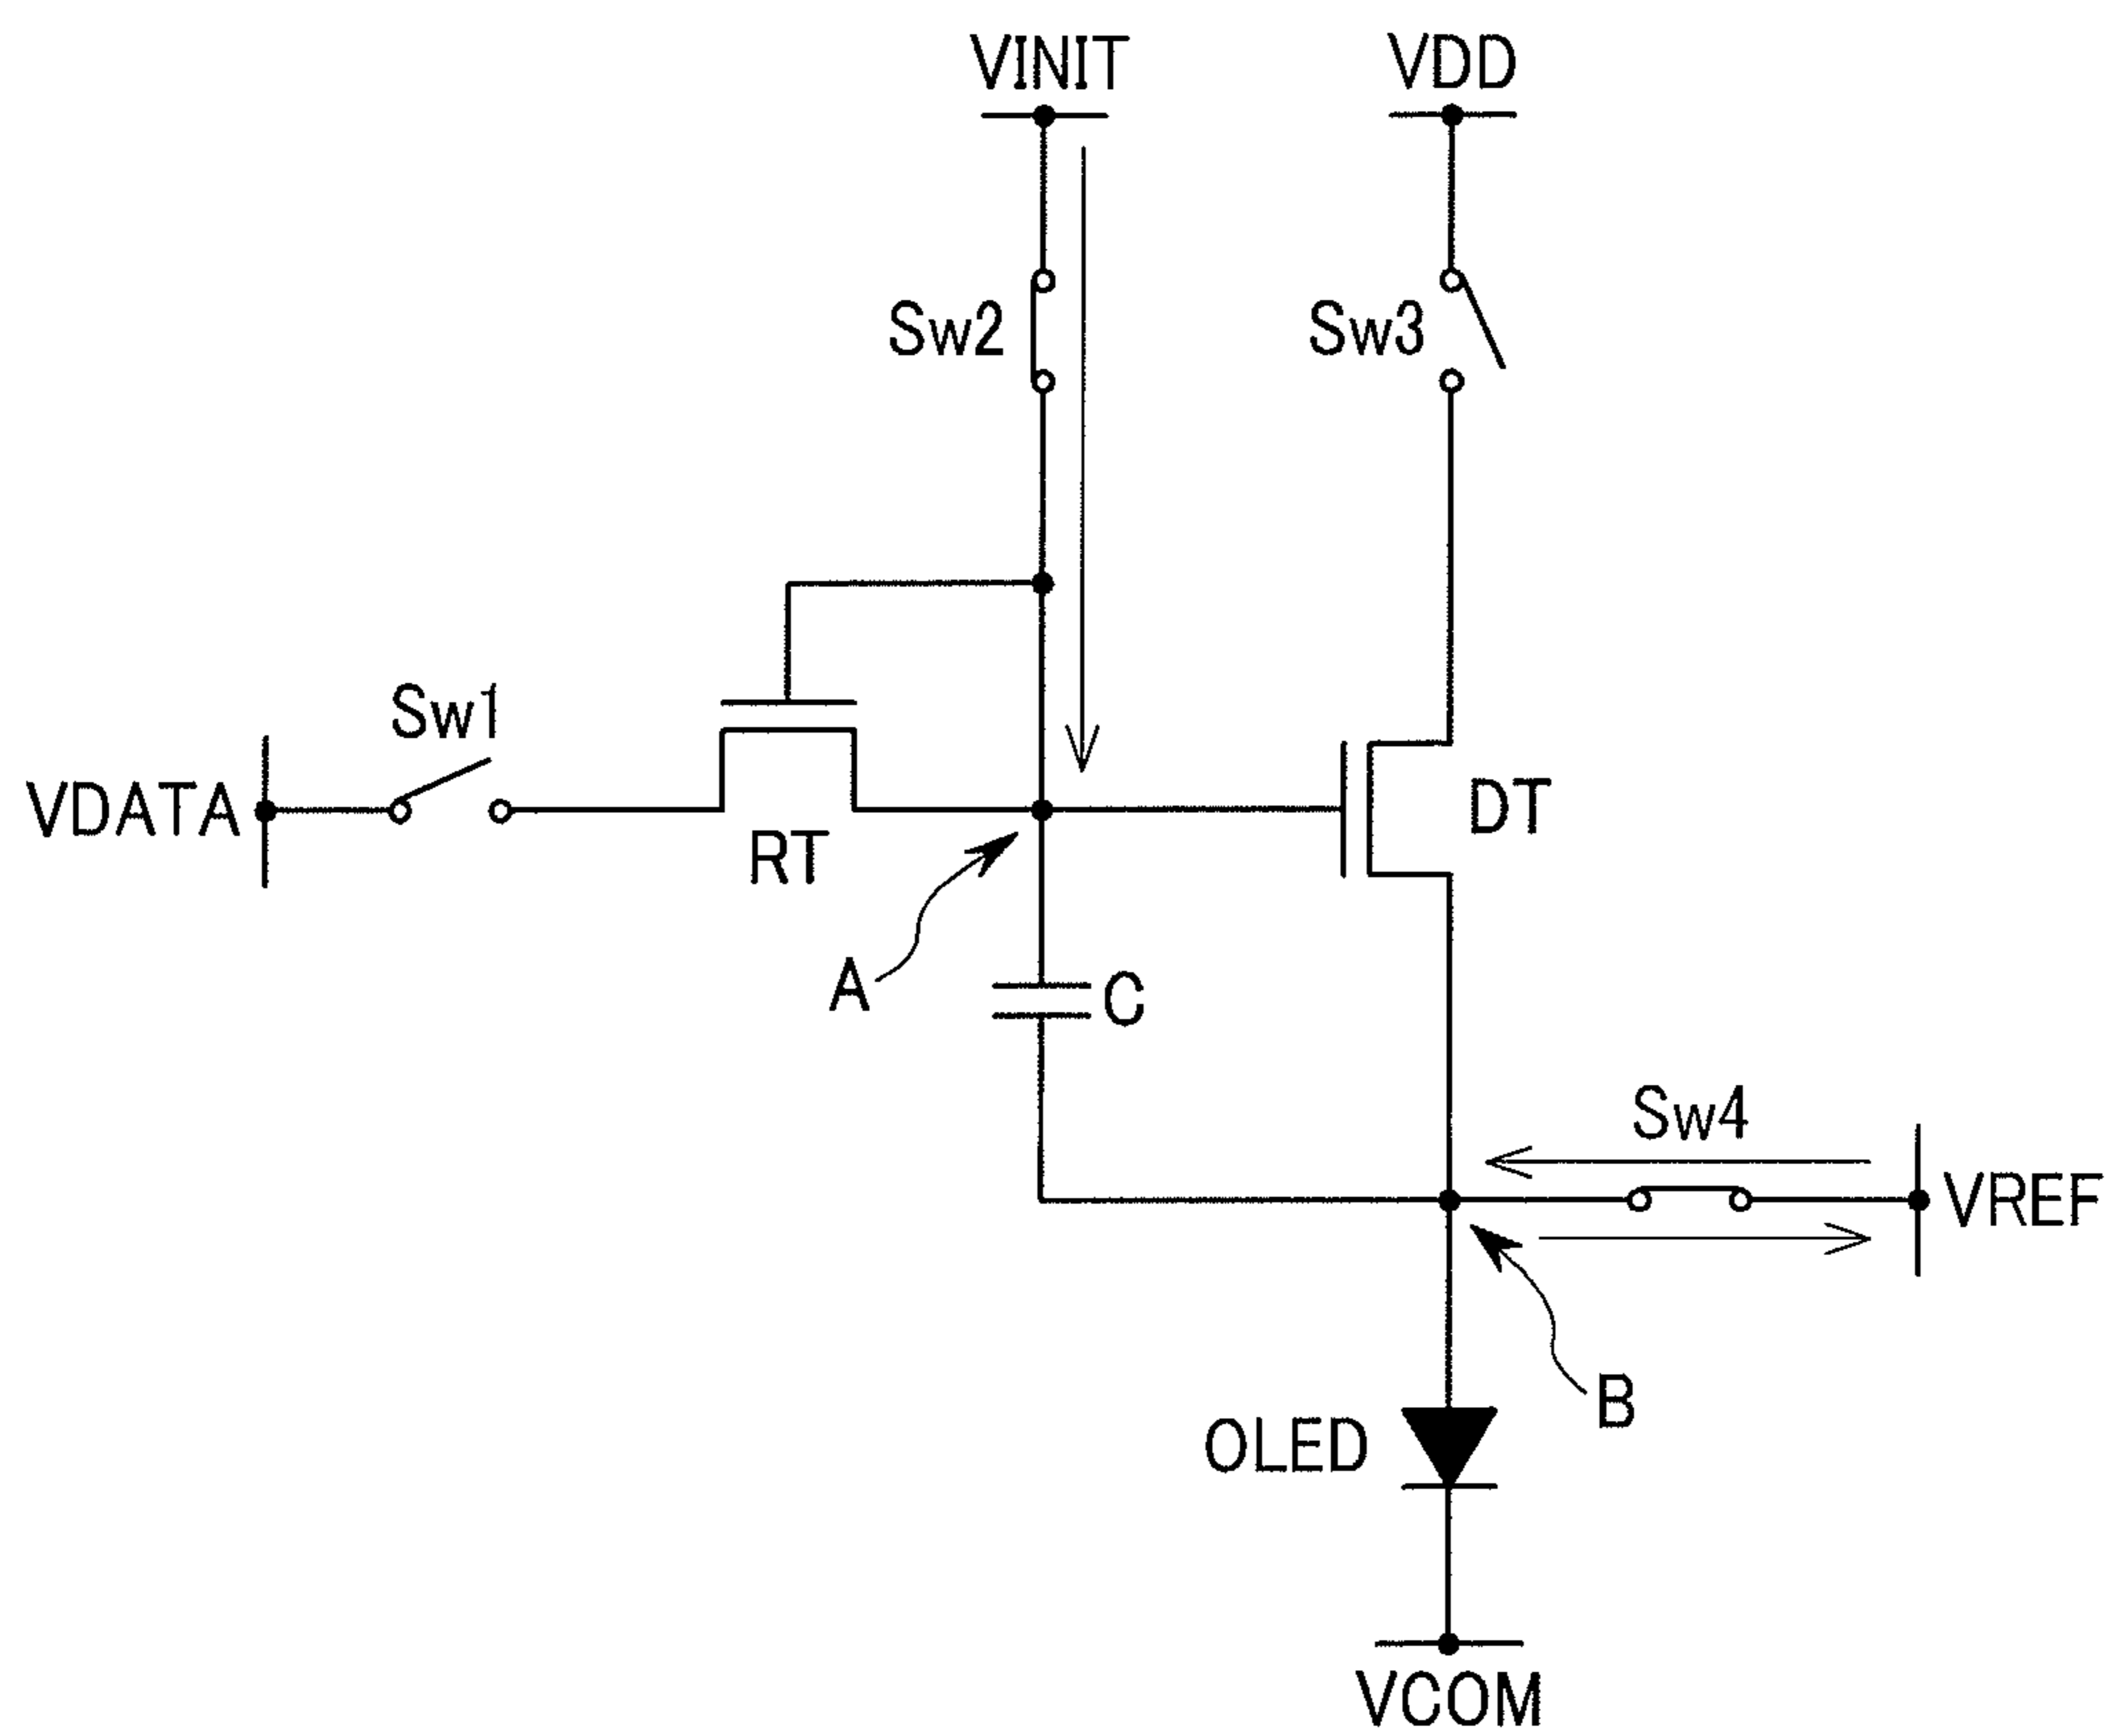 VINIT
VDD
Sw2
Sw3
Sw1
VDATA
DT
RT
A
C
Sw4
VREF
B
OLED
VCOM